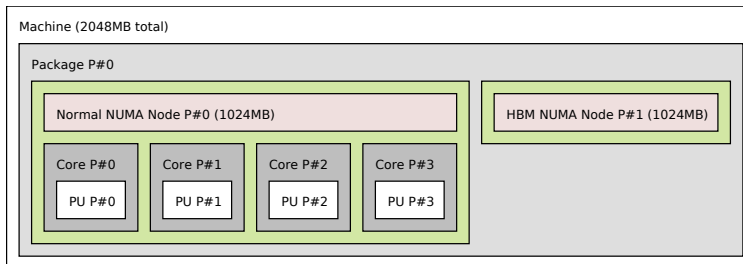 Machine (2048MB total)
Package P#0
Normal NUMA Node P#0 (1024MB)
HBM NUMA Node P#1 (1024MB)
Core P#0
Core P#1
Core P#2
Core P#3
PU P#0
PU P#1
PU P#2
PU P#3